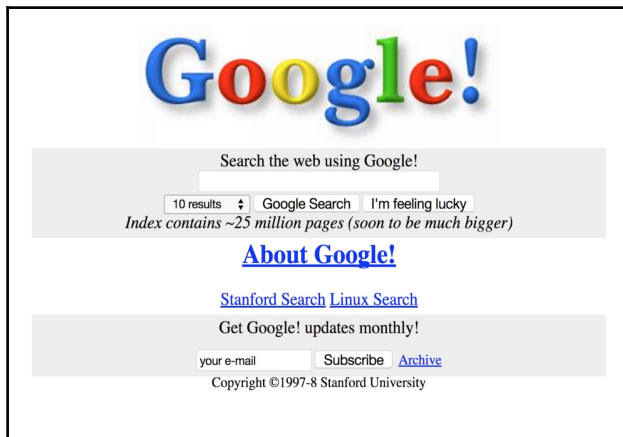 Google!
Search the web using Google!
10 results Google Search I'm feeling lucky
Index contains ~25 million pages (soon to be much bigger)
About Google!
Stanford Search Linux Search
Get Google! updates monthly!
your e-mail Subscribe Archive
Copyright ©1997-8 Stanford University